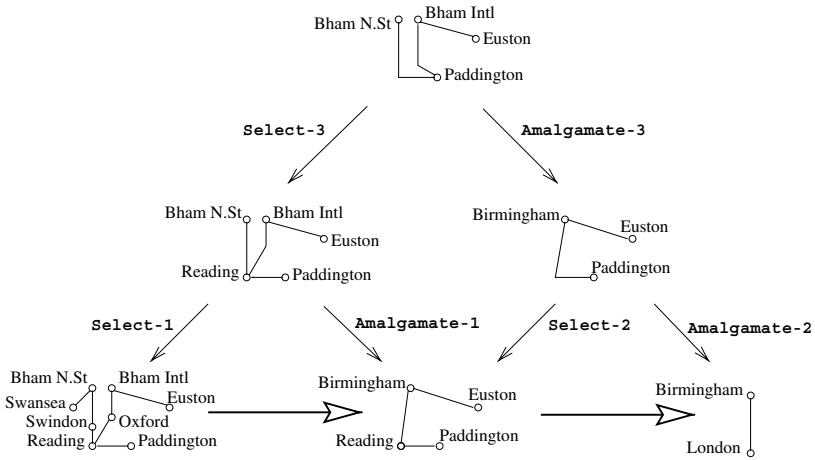 Bham Intl
Bham N.St
Euston
Paddington
Select-3
Amalgamate-3
Bham N.St
Bham Intl
Euston
Reading
Paddington
Birmingham
Euston
Paddington
Select-1
Amalgamate-1
Select-2
Amalgamate-2
Bham N.St
Bham Intl
Swansea
Euston
Swindon
Oxford
Reading
Paddington
Birmingham
Euston
Reading
Paddington
Birmingham
London